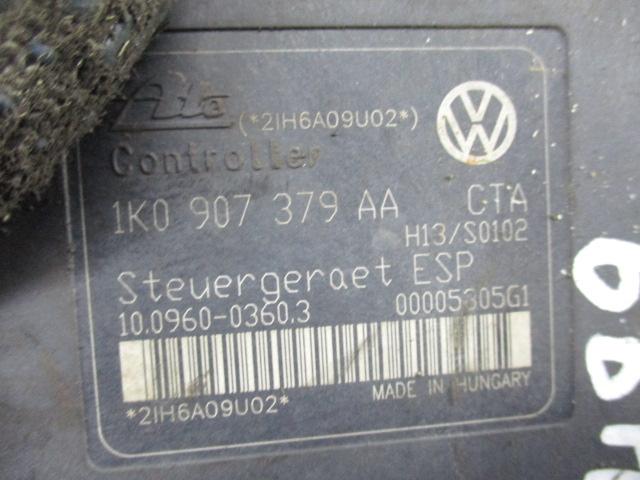 Ate (*2IH6A09U02*)
Controller
1K0 907 379 AA CTA
H13/S0102
Steuergeraet ESP
10.0960-0360.3 00005305G1
MADE IN HUNGARY
*2IH6A09U02*